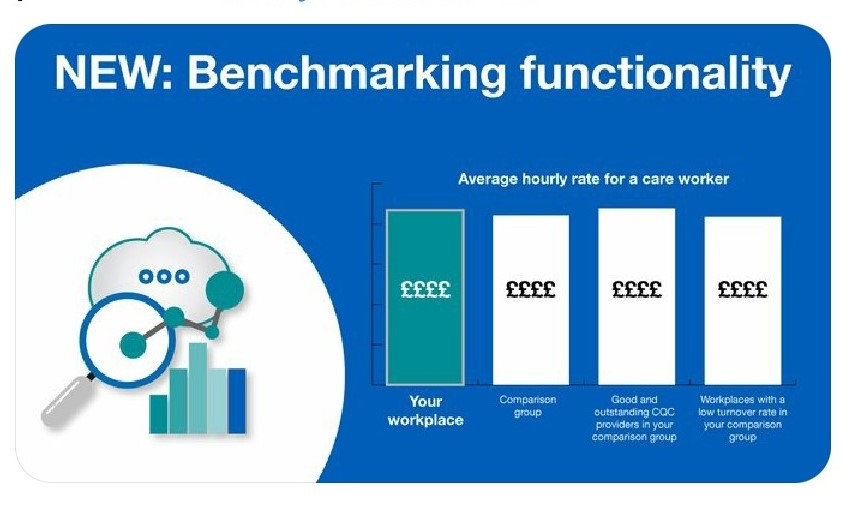 NEW: Benchmarking functionality
Average hourly rate for a care worker
££££
££££
££££
££££
Your
workplace
Comparison
group
Good and
outstanding CQC
providers in your
comparison group
Workplaces with a
low turnover rate in
your comparison
group